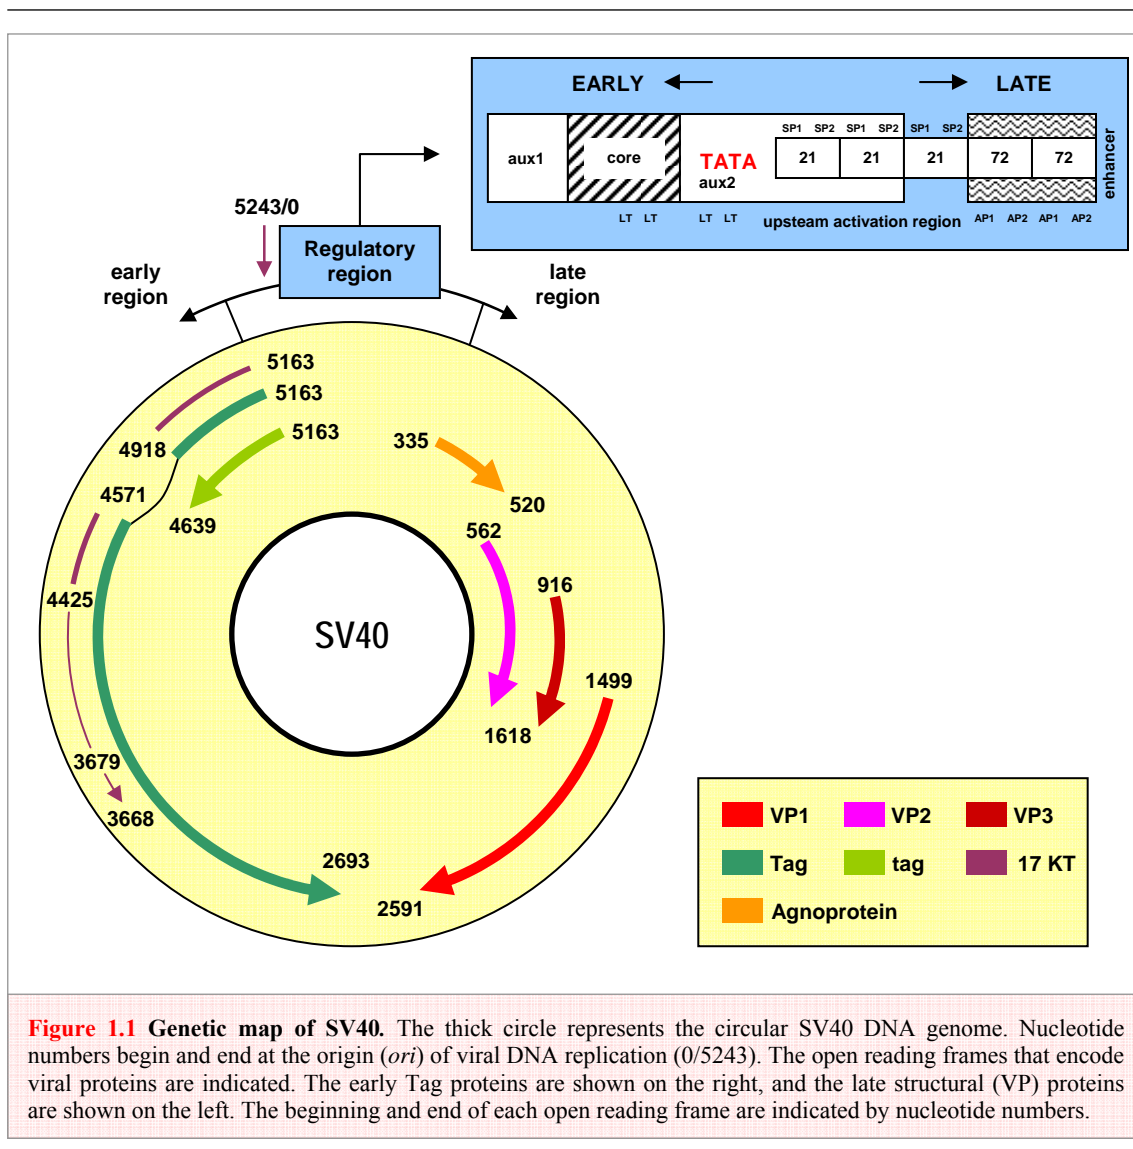 EARLY LATE
SP1 SP2 SP1 SP2 SP1 SP2
aux1 core TATA 21 21 21 72 72
aux2
enhancer
LT LT LT LT upsteam activation region AP1 AP2 AP1 AP2
5243/0
Regulatory
region
early
region
late
region
5163
5163
5163
4918
4571
4639
4425
3679
3668
335
520
562
916
1499
1618
SV40
2693
2591
VP1 VP2 VP3
Tag tag 17 KT
Agnoprotein
Figure 1.1 Genetic map of SV40. The thick circle represents the circular SV40 DNA genome. Nucleotide
numbers begin and end at the origin (ori) of viral DNA replication (0/5243). The open reading frames that encode
viral proteins are indicated. The early Tag proteins are shown on the right, and the late structural (VP) proteins
are shown on the left. The beginning and end of each open reading frame are indicated by nucleotide numbers.